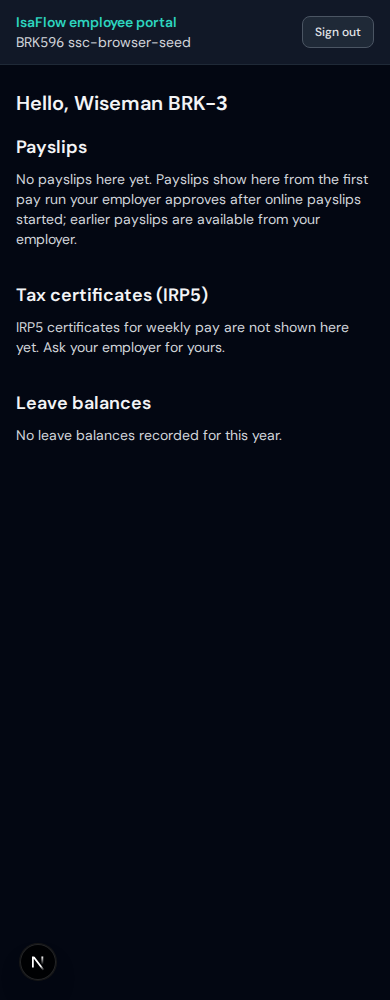 IsaFlow employee portal
BRK596 ssc-browser-seed
Sign out
Hello, Wiseman BRK-3
Payslips
No payslips here yet. Payslips show here from the first
pay run your employer approves after online payslips
started; earlier payslips are available from your
employer.
Tax certificates (IRP5)
IRP5 certificates for weekly pay are not shown here
yet. Ask your employer for yours.
Leave balances
No leave balances recorded for this year.
N